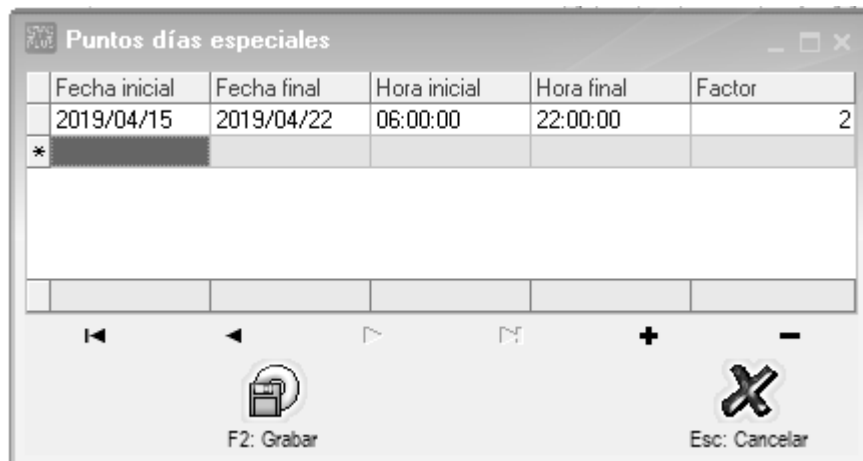 Puntos días especiales
Fecha inicial Fecha final Hora inicial Hora final Factor
2019/04/15 2019/04/22 06:00:00 22:00:00 2
*
F2: Grabar Esc: Cancelar